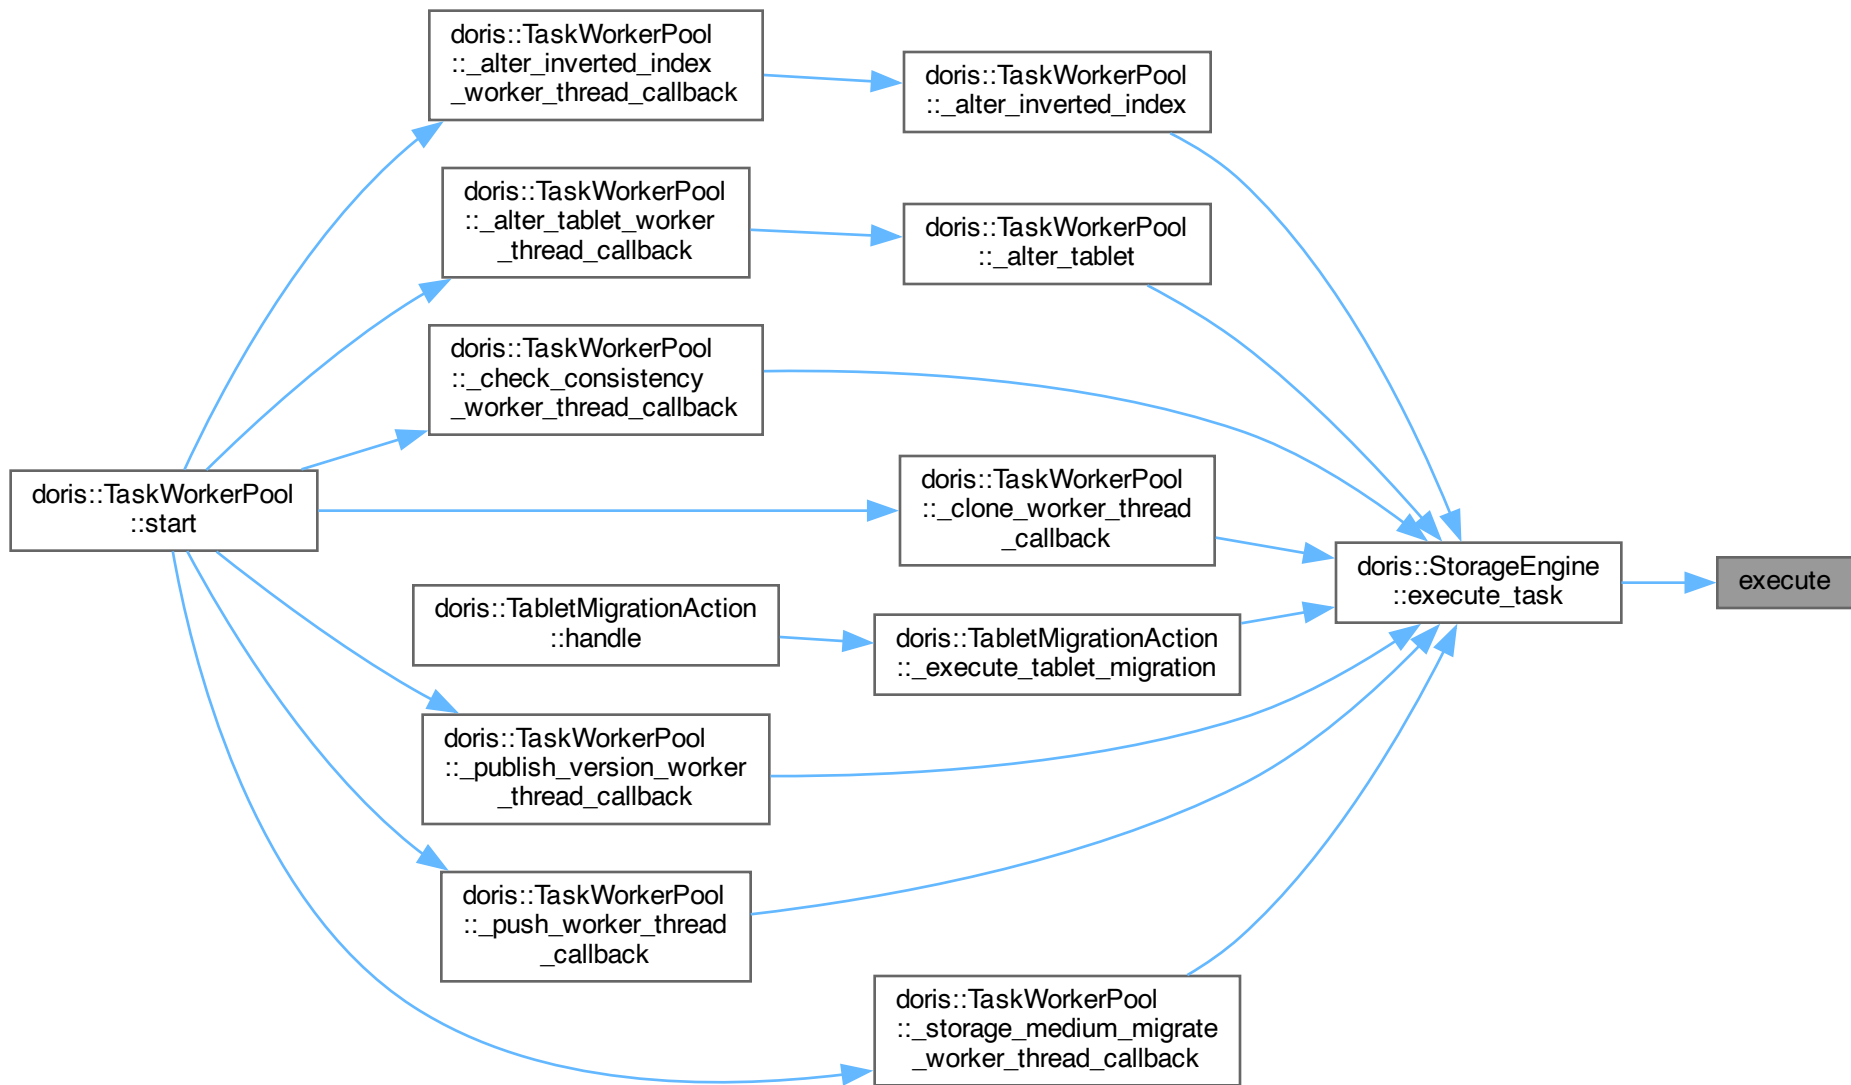 doris::TaskWorkerPool
::_alter_inverted_index
_worker_thread_callback
doris::TaskWorkerPool
::_alter_inverted_index
doris::TaskWorkerPool
::_alter_tablet_worker
_thread_callback
doris::TaskWorkerPool
::_alter_tablet
doris::TaskWorkerPool
::_check_consistency
_worker_thread_callback
doris::TaskWorkerPool
::start
doris::TaskWorkerPool
::_clone_worker_thread
_callback
doris::StorageEngine
::execute_task
execute
doris::TabletMigrationAction
::handle
doris::TabletMigrationAction
::_execute_tablet_migration
doris::TaskWorkerPool
::_publish_version_worker
_thread_callback
doris::TaskWorkerPool
::_push_worker_thread
_callback
doris::TaskWorkerPool
::_storage_medium_migrate
_worker_thread_callback